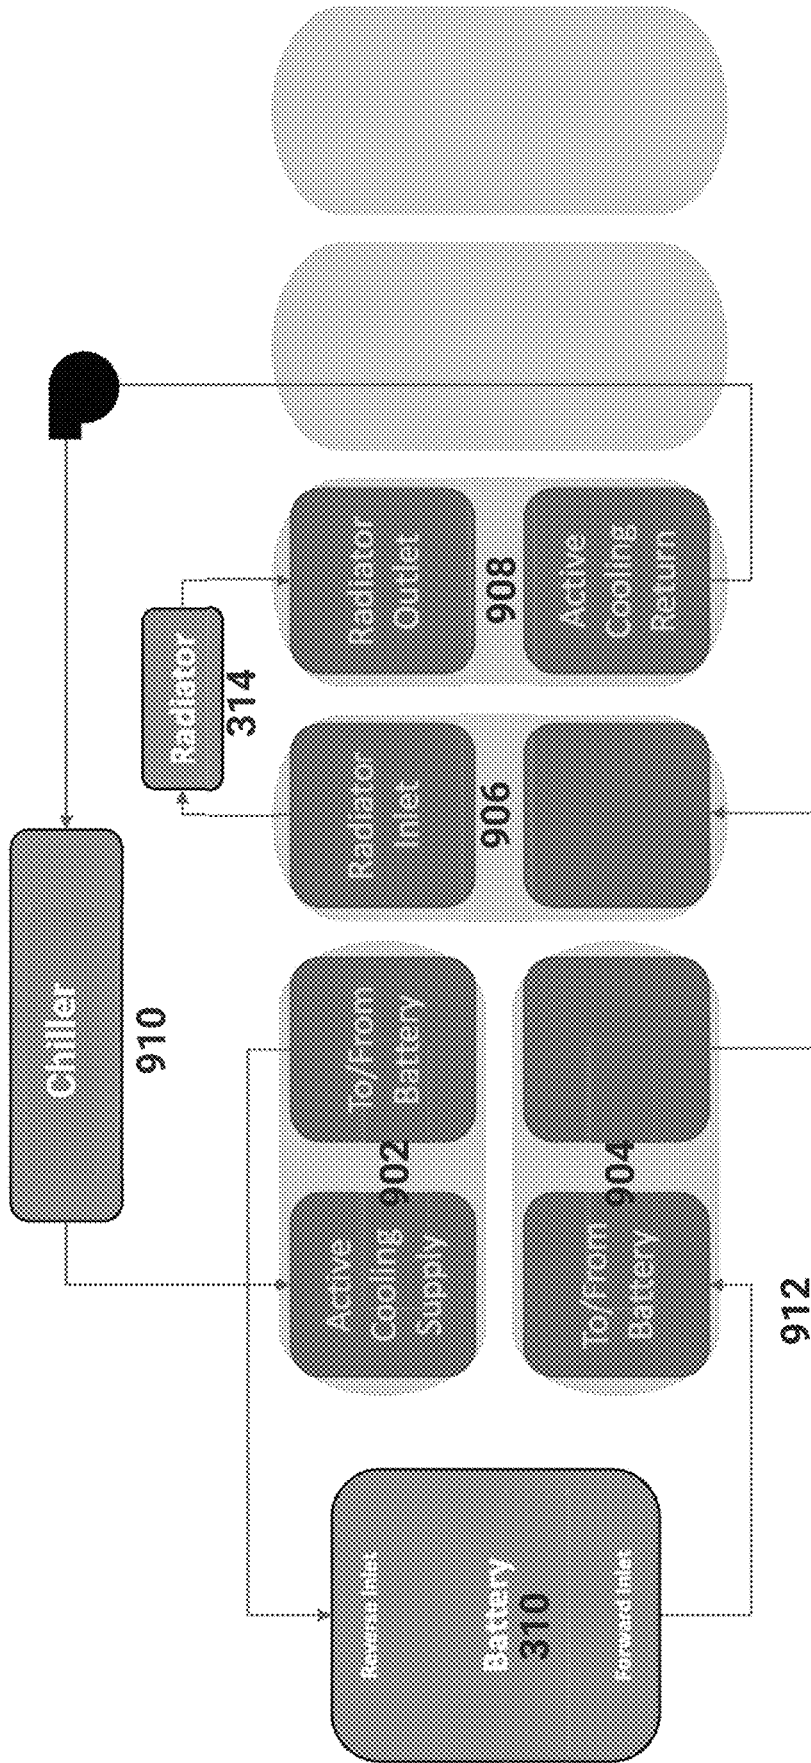 Chiller
910
Radiator
314
Reverse Inlet
Battery
310
Forward Inlet
Active
Cooling
Supply
902
To/From
Battery
Radiator
Inlet
906
Radiator
Outlet
908
To/From
Battery
904
Active
Cooling
Return
912